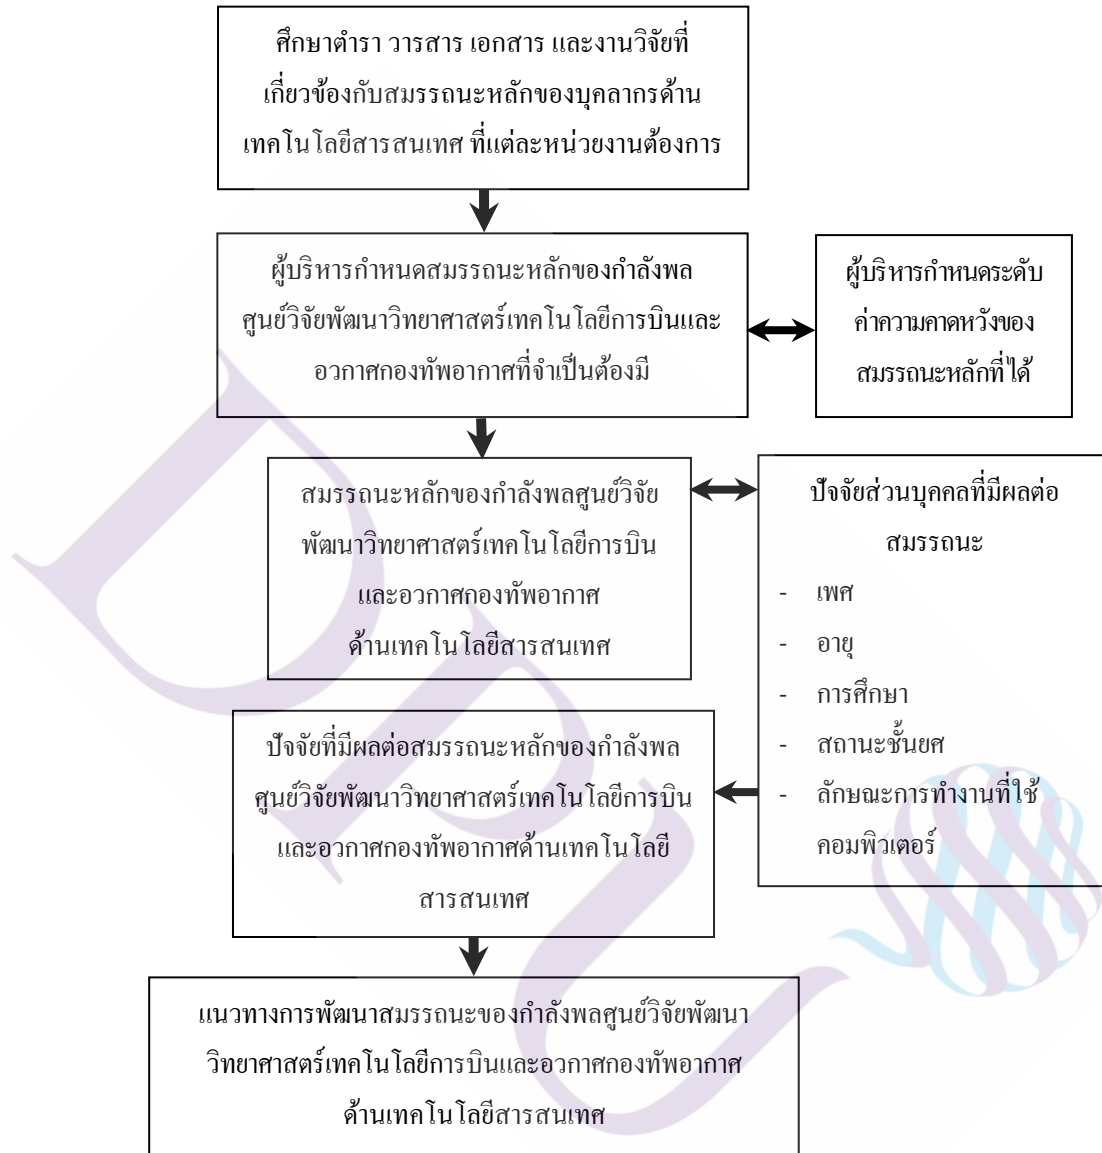 ศึกษาตำรา วารสาร เอกสาร และงานวิจัยที่
เกี่ยวข้องกับสมรรถนะหลักของบุคลากรด้าน
เทคโนโลยีสารสนเทศ ที่แต่ละหน่วยงานต้องการ
ผู้บริหารกำหนดสมรรถนะหลักของกำลังพล
ศูนย์วิจัยพัฒนาวิทยาศาสตร์เทคโนโลยีการบินและ
อวกาศกองทัพอากาศที่จำเป็นต้องมี
ผู้บริหารกำหนดระดับ
ค่าความคาดหวังของ
สมรรถนะหลักที่ได้
สมรรถนะหลักของกำลังพลศูนย์วิจัย
พัฒนาวิทยาศาสตร์เทคโนโลยีการบิน
และอวกาศกองทัพอากาศ
ด้านเทคโนโลยีสารสนเทศ
ปัจจัยส่วนบุคคลที่มีผลต่อ
สมรรถนะ
- เพศ
- อายุ
- การศึกษา
- สถานะชั้นยศ
- ลักษณะการทำงานที่ใช้
คอมพิวเตอร์
ปัจจัยที่มีผลต่อสมรรถนะหลักของกำลังพล
ศูนย์วิจัยพัฒนาวิทยาศาสตร์เทคโนโลยีการบิน
และอวกาศกองทัพอากาศด้านเทคโนโลยี
สารสนเทศ
แนวทางการพัฒนาสมรรถนะของกำลังพลศูนย์วิจัยพัฒนา
วิทยาศาสตร์เทคโนโลยีการบินและอวกาศกองทัพอากาศ
ด้านเทคโนโลยีสารสนเทศ
DPU